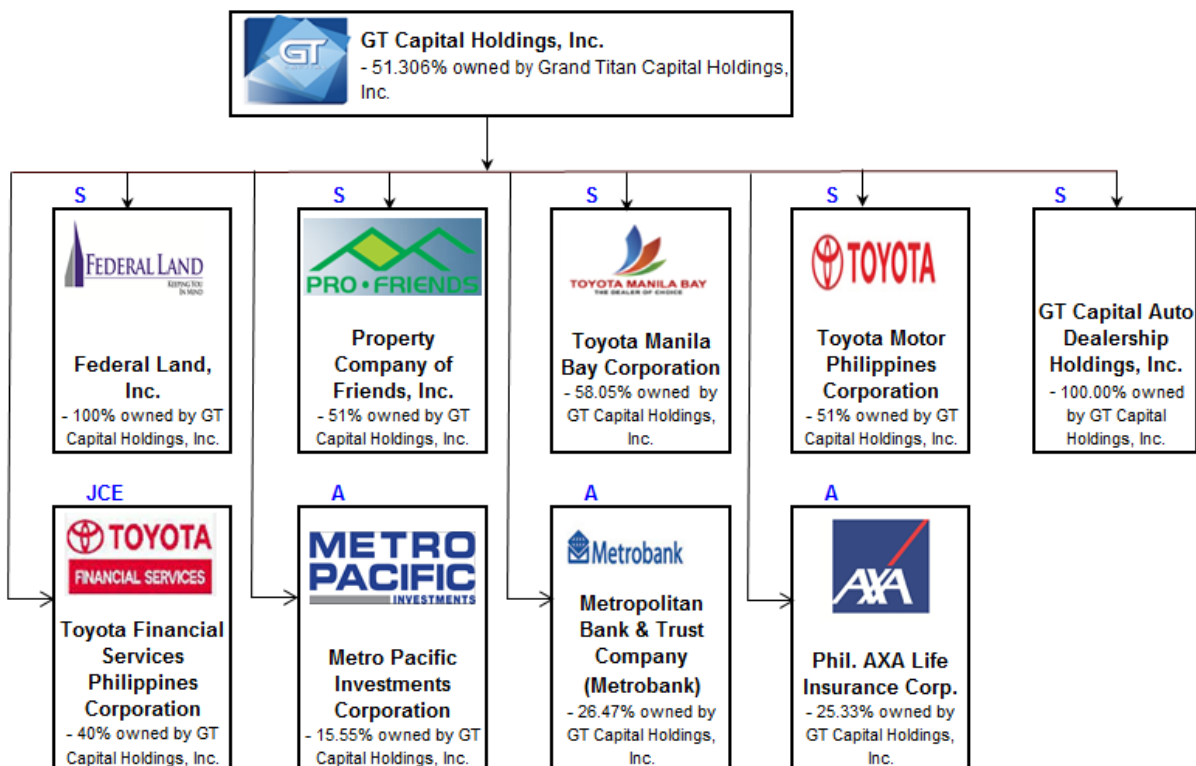 GT
GT Capital Holdings, Inc.
- 51.306% owned by Grand Titan Capital Holdings,
Inc.
S
FEDERAL LAND
KEEPING YOU
IN MIND
Federal Land,
Inc.
- 100% owned by GT
Capital Holdings, Inc.
S
PRO•FRIENDS
Property
Company of
Friends, Inc.
- 51% owned by GT
Capital Holdings, Inc.
S
TOYOTA MANILA BAY
THE DEALER OF CHOICE
Toyota Manila
Bay Corporation
- 58.05% owned by
GT Capital Holdings,
Inc.
S
TOYOTA
Toyota Motor
Philippines
Corporation
- 51% owned by GT
Capital Holdings, Inc.
S
GT Capital Auto
Dealership
Holdings, Inc.
- 100.00% owned
by GT Capital
Holdings, Inc.
JCE
TOYOTA
FINANCIAL SERVICES
Toyota Financial
Services
Philippines
Corporation
- 40% owned by GT
Capital Holdings, Inc.
A
METRO
PACIFIC
INVESTMENTS
Metro Pacific
Investments
Corporation
- 15.55% owned by GT
Capital Holdings, Inc.
A
Metrobank
Metropolitan
Bank & Trust
Company
(Metrobank)
- 26.47% owned by
GT Capital Holdings,
Inc.
A
AXA
Phil. AXA Life
Insurance Corp.
- 25.33% owned by
GT Capital Holdings,
Inc.